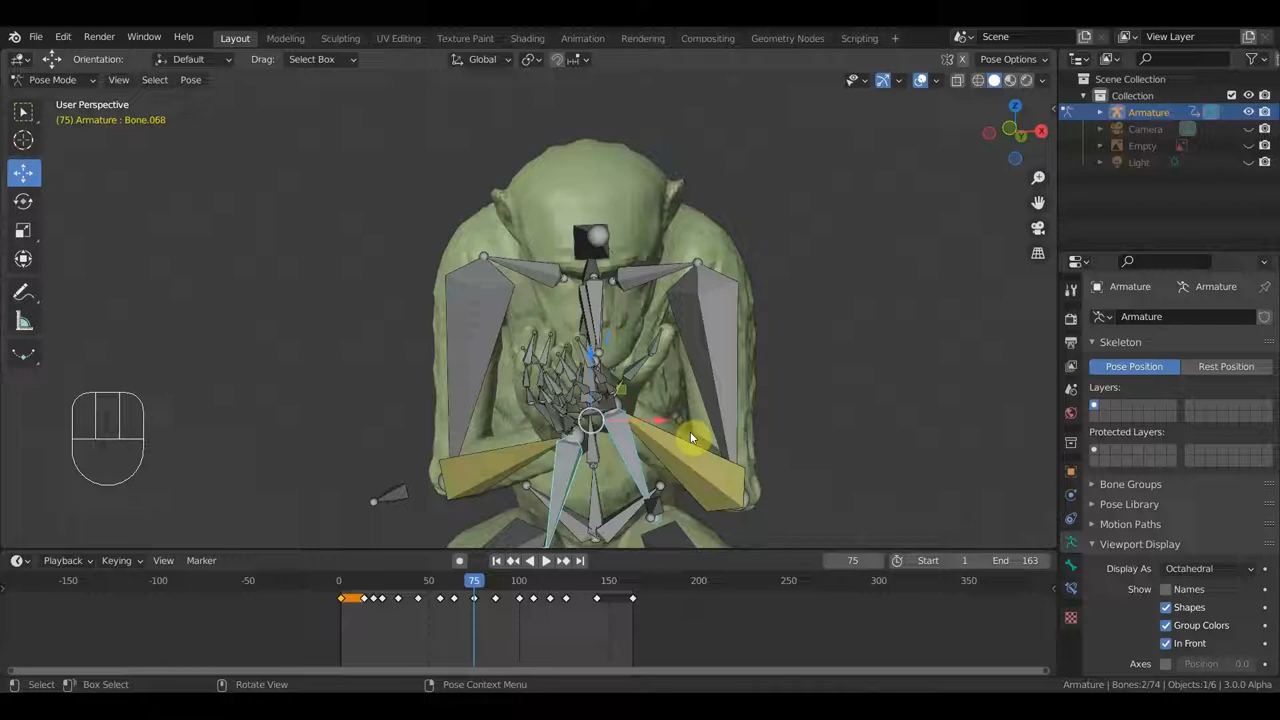 File Edit Render Window Help Layout Modeling Sculpting UV Editing Texture Paint Shading Animation Rendering Compositing Geometry Nodes Scripting + Scene View Layer
Orientation: Default Drag: Select Box Global Pose Options
Pose Mode View Select Pose
Scene Collection
Collection
Armature
Camera
Empty
Light
User Perspective
(75) Armature : Bone.068
Z
X
Y
Armature Armature
Armature
Skeleton
Pose Position Rest Position
Layers:
Protected Layers:
Bone Groups
Pose Library
Motion Paths
Viewport Display
Display As Octahedral
Show Names
Shapes
Group Colors
In Front
Axes Position 0.0
Playback Keying View Marker 75 Start 1 End 163
-150 -100 -50 0 50 75 100 150 200 250 300 350
Select Box Select Rotate View Pose Context Menu Armature | Bones:2/74 | Objects:1/6 | 3.0.0 Alpha